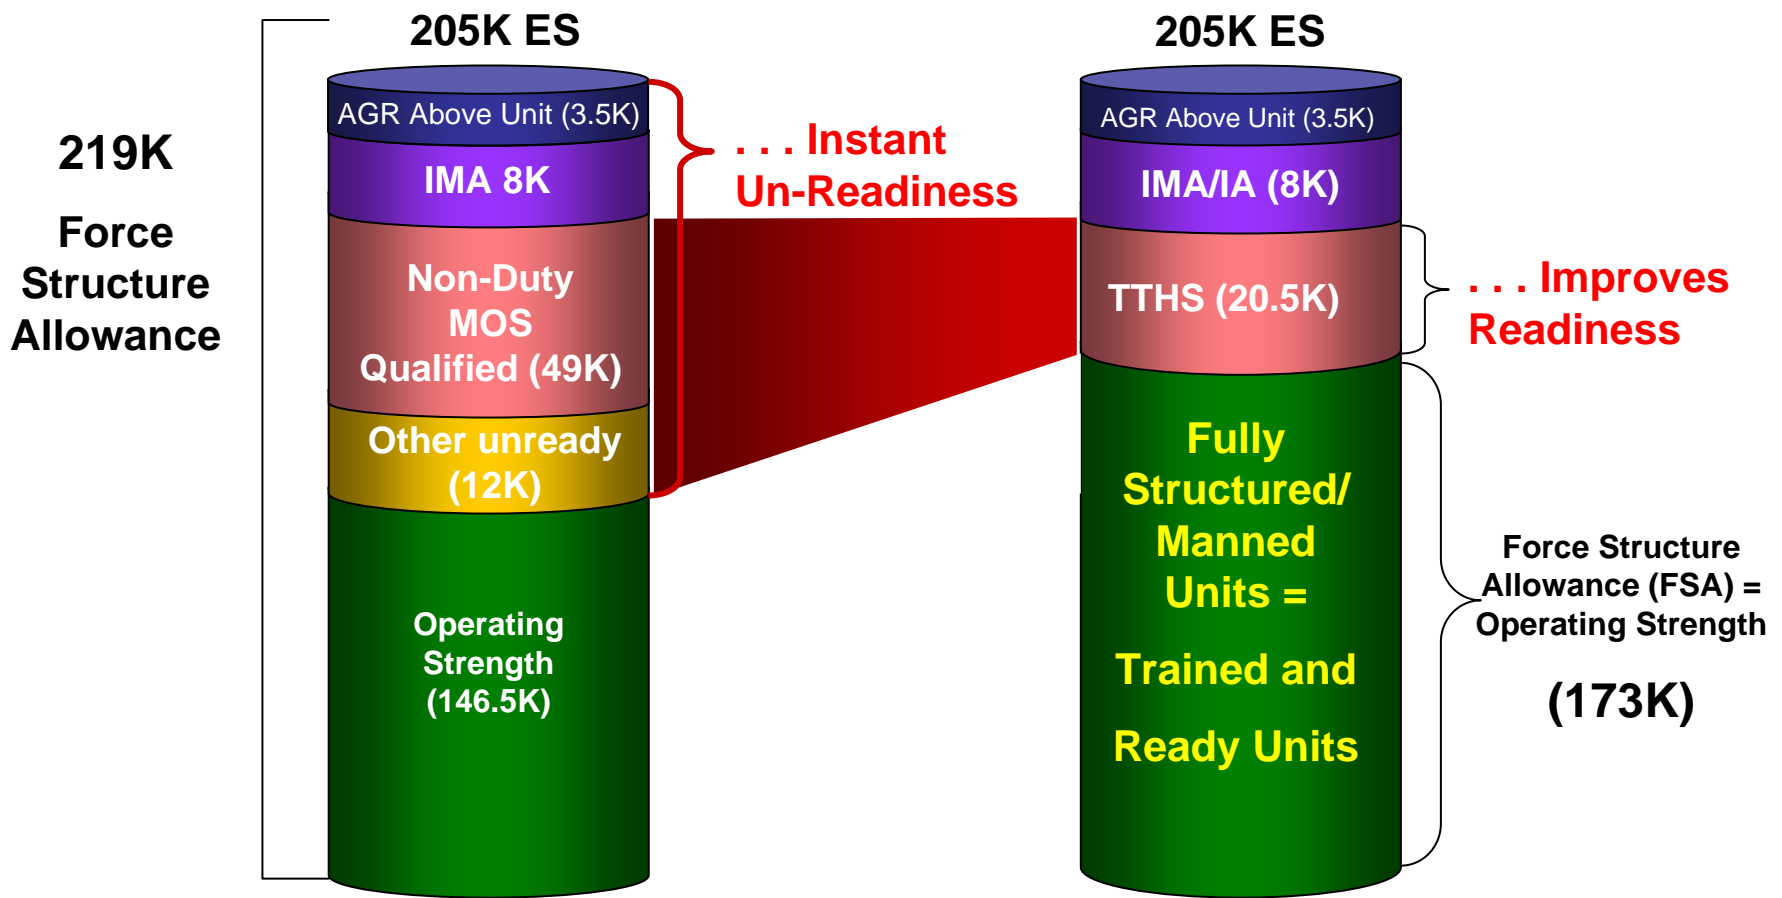 205K ES
219K
Force
Structure
Allowance
AGR Above Unit (3.5K)
IMA 8K
Non-Duty
MOS
Qualified (49K)
Other unready
(12K)
Operating
Strength
(146.5K)
. . . Instant
Un-Readiness
205K ES
AGR Above Unit (3.5K)
IMA/IA (8K)
TTHS (20.5K)
Fully
Structured/
Manned
Units =
Trained and
Ready Units
. . . Improves
Readiness
Force Structure
Allowance (FSA) =
Operating Strength
(173K)